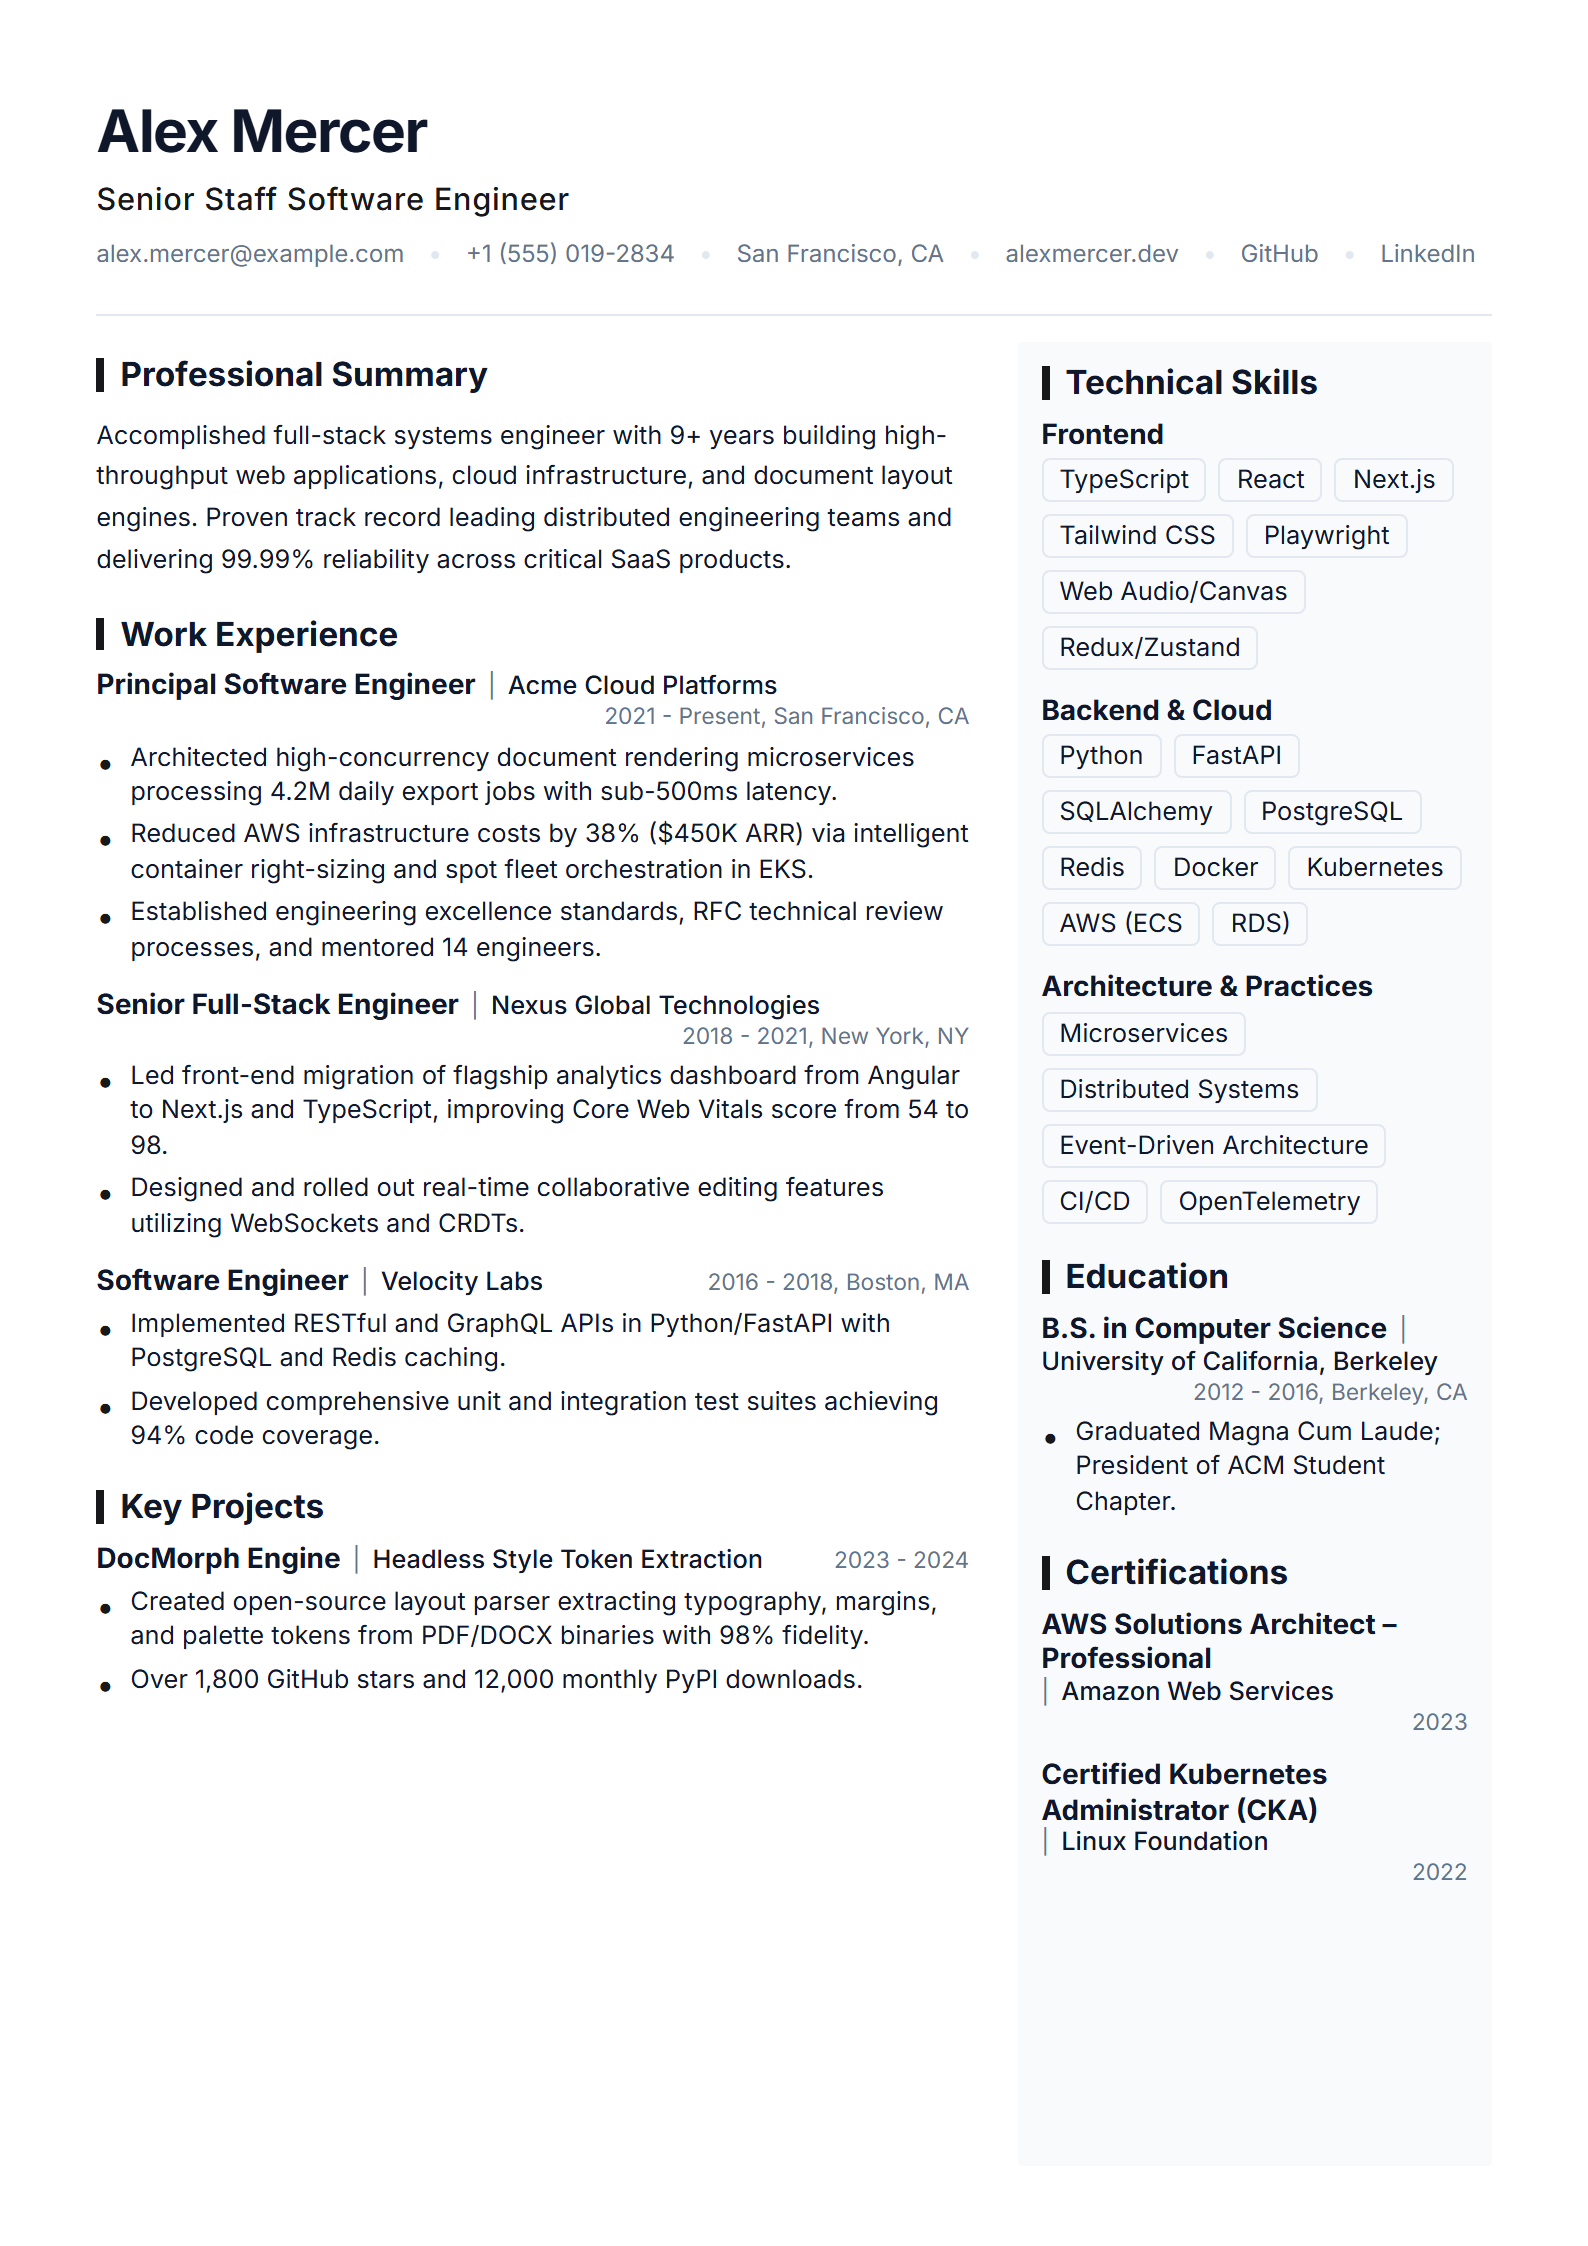 Alex Mercer
Senior Staff Software Engineer
alex.mercer@example.com • +1 (555) 019-2834 • San Francisco, CA • alexmercer.dev • GitHub • LinkedIn
Professional Summary
Accomplished full-stack systems engineer with 9+ years building high-
throughput web applications, cloud infrastructure, and document layout
engines. Proven track record leading distributed engineering teams and
delivering 99.99% reliability across critical SaaS products.
Work Experience
Principal Software Engineer | Acme Cloud Platforms
2021 - Present, San Francisco, CA
• Architected high-concurrency document rendering microservices
processing 4.2M daily export jobs with sub-500ms latency.
• Reduced AWS infrastructure costs by 38% ($450K ARR) via intelligent
container right-sizing and spot fleet orchestration in EKS.
• Established engineering excellence standards, RFC technical review
processes, and mentored 14 engineers.
Senior Full-Stack Engineer | Nexus Global Technologies
2018 - 2021, New York, NY
• Led front-end migration of flagship analytics dashboard from Angular
to Next.js and TypeScript, improving Core Web Vitals score from 54 to
98.
• Designed and rolled out real-time collaborative editing features
utilizing WebSockets and CRDTs.
Software Engineer | Velocity Labs 2016 - 2018, Boston, MA
• Implemented RESTful and GraphQL APIs in Python/FastAPI with
PostgreSQL and Redis caching.
• Developed comprehensive unit and integration test suites achieving
94% code coverage.
Key Projects
DocMorph Engine | Headless Style Token Extraction 2023 - 2024
• Created open-source layout parser extracting typography, margins,
and palette tokens from PDF/DOCX binaries with 98% fidelity.
• Over 1,800 GitHub stars and 12,000 monthly PyPI downloads.
Technical Skills
Frontend
TypeScript React Next.js
Tailwind CSS Playwright
Web Audio/Canvas
Redux/Zustand
Backend & Cloud
Python FastAPI
SQLAlchemy PostgreSQL
Redis Docker Kubernetes
AWS (ECS RDS)
Architecture & Practices
Microservices
Distributed Systems
Event-Driven Architecture
CI/CD OpenTelemetry
Education
B.S. in Computer Science |
University of California, Berkeley
2012 - 2016, Berkeley, CA
• Graduated Magna Cum Laude;
President of ACM Student
Chapter.
Certifications
AWS Solutions Architect –
Professional
| Amazon Web Services
2023
Certified Kubernetes
Administrator (CKA)
| Linux Foundation
2022